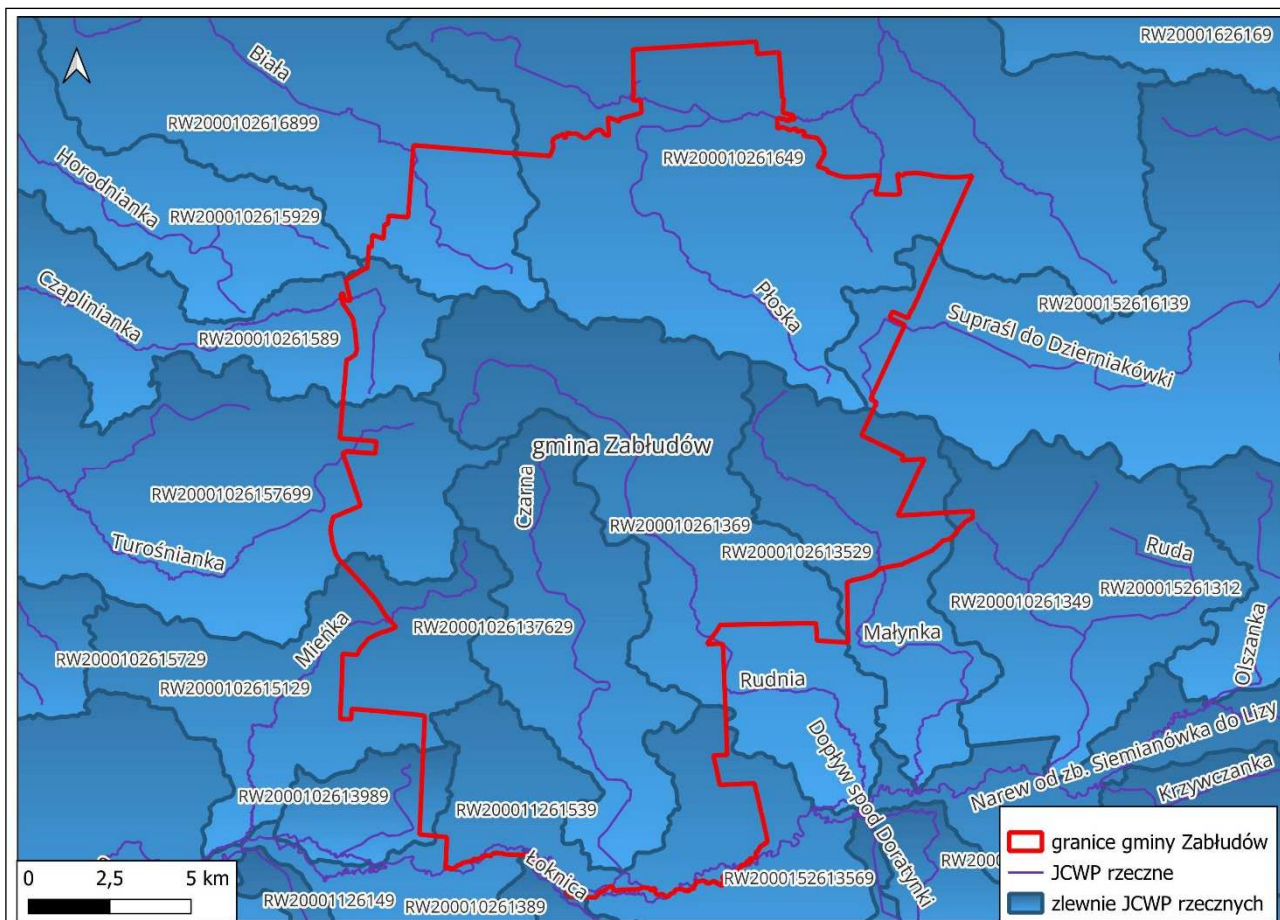 RW20001626169
Biała
RW2000102616899
RW200010261649
Horodnianka
RW2000102615929
Czaplinianka
Płoska
RW2000152616139
Supraśl do Dzierniakówki
RW200010261589
gmina Zabłudów
Czarna
RW20001026157699
RW200010261369
RW2000102613529
Turośnianka
Ruda
RW200015261312
RW200010261349
Mieńka
RW20001026137629
Małynka
Olszanka
RW2000102615729
RW2000102615129
Rudnia
Dopływ spod Doratynki
Narew od zb. Siemianówka do Lizy
Krzywczanka
RW200010261 3989
RW200011261539
Łoknica
RW2000152613569
RW20001126149
RW200010261389
RW2000
0 2,5 5 km
granice gminy Zabłudów
JCWP rzeczne
zlewnie JCWP rzecznych